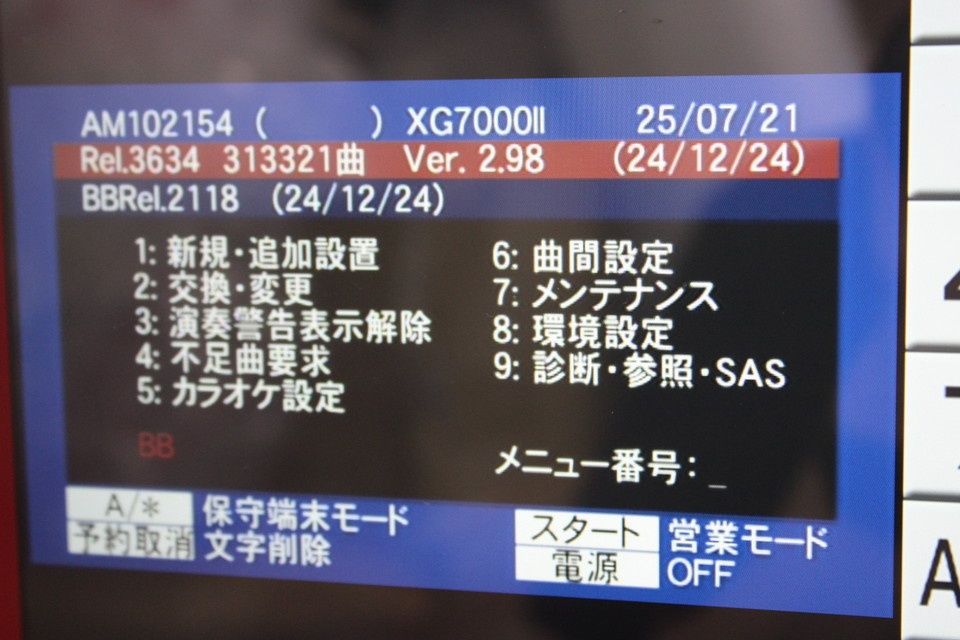 AM102154 (　　　) XG7000II　25/07/21
Rel.3634 313321曲 Ver. 2.98 (24/12/24)
BBRel.2118 (24/12/24)
1: 新規・追加設置
2: 交換・変更
3: 演奏警告表示解除
4: 不足曲要求
5: カラオケ設定
6: 曲間設定
7: メンテナンス
8: 環境設定
9: 診断・参照・SAS
BB
メニュー番号: _
A/* 保守端末モード
予約取消 文字削除
スタート 営業モード
電源 OFF
A